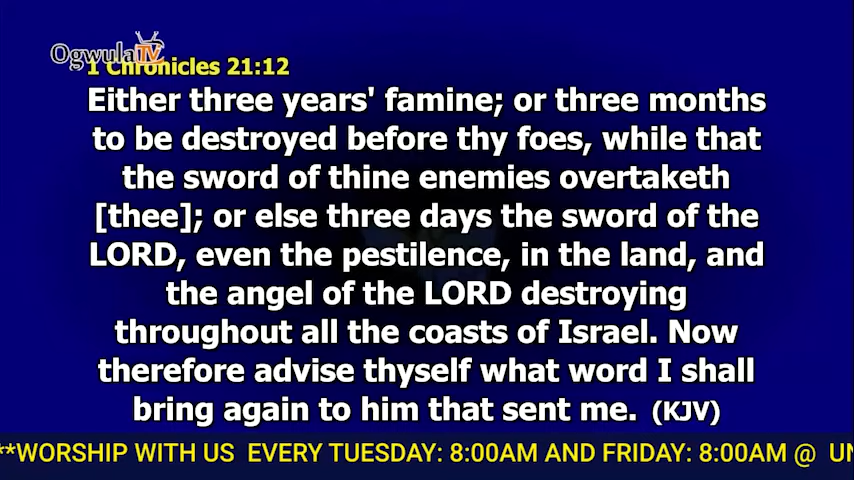 OgwulaTV
1 Chronicles 21:12
Either three years' famine; or three months
to be destroyed before thy foes, while that
the sword of thine enemies overtaketh
[thee]; or else three days the sword of the
LORD, even the pestilence, in the land, and
the angel of the LORD destroying
throughout all the coasts of Israel. Now
therefore advise thyself what word I shall
bring again to him that sent me. (KJV)
**WORSHIP WITH US EVERY TUESDAY: 8:00AM AND FRIDAY: 8:00AM @ UN